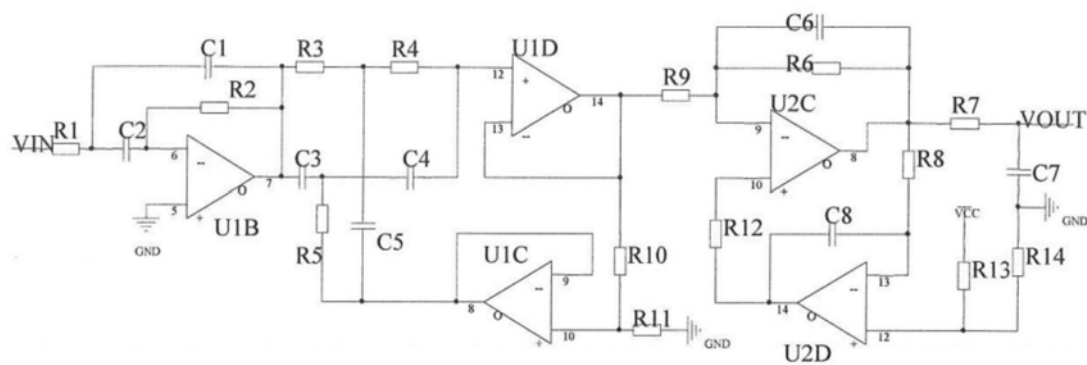 C1
R3
R4
U1D
C6
R2
12
+
O
14
R9
R6
U2C
R7
VOUT
VIN
R1
C2
13
--
9
--
6
--
C3
C4
O
8
R8
C7
O
7
10
+
5
+
GND
U1B
R5
C5
U1C
R10
R12
C8
VCC
GND
R13
R14
9
--
13
--
8
O
R11
14
O
10
+
GND
12
+
U2D